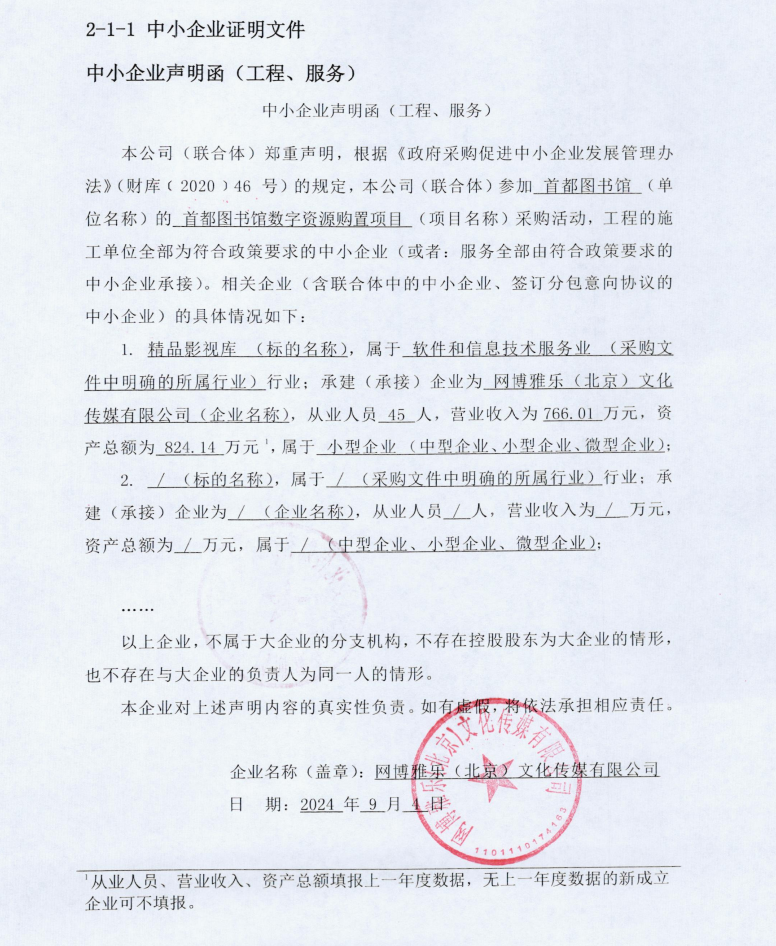 2-1-1 中小企业证明文件
中小企业声明函（工程、服务）
中小企业声明函（工程、服务）
本公司（联合体）郑重声明，根据《政府采购促进中小企业发展管理办
法》（财库﹝2020﹞46 号）的规定，本公司（联合体）参加 首都图书馆 （单
位名称）的 首都图书馆数字资源购置项目 （项目名称）采购活动，工程的施
工单位全部为符合政策要求的中小企业（或者：服务全部由符合政策要求的
中小企业承接）。相关企业（含联合体中的中小企业、签订分包意向协议的
中小企业）的具体情况如下：
1. 精品影视库 （标的名称），属于 软件和信息技术服务业 （采购文
件中明确的所属行业）行业；承建（承接）企业为 网博雅乐（北京）文化
传媒有限公司（企业名称），从业人员 45 人，营业收入为 766.01 万元，资
产总额为 824.14 万元¹，属于 小型企业 （中型企业、小型企业、微型企业）；
2. / （标的名称），属于 / （采购文件中明确的所属行业）行业；承
建（承接）企业为 / （企业名称），从业人员 / 人，营业收入为 / 万元，
资产总额为 / 万元，属于 / （中型企业、小型企业、微型企业）；
……
以上企业，不属于大企业的分支机构，不存在控股股东为大企业的情形，
也不存在与大企业的负责人为同一人的情形。
本企业对上述声明内容的真实性负责。如有虚假，将依法承担相应责任。
企业名称（盖章）：网博雅乐（北京）文化传媒有限公司
日 期：2024 年 9 月 4 日
网博雅乐(北京)文化传媒有限公司
1101110174163
¹从业人员、营业收入、资产总额填报上一年度数据，无上一年度数据的新成立
企业可不填报。